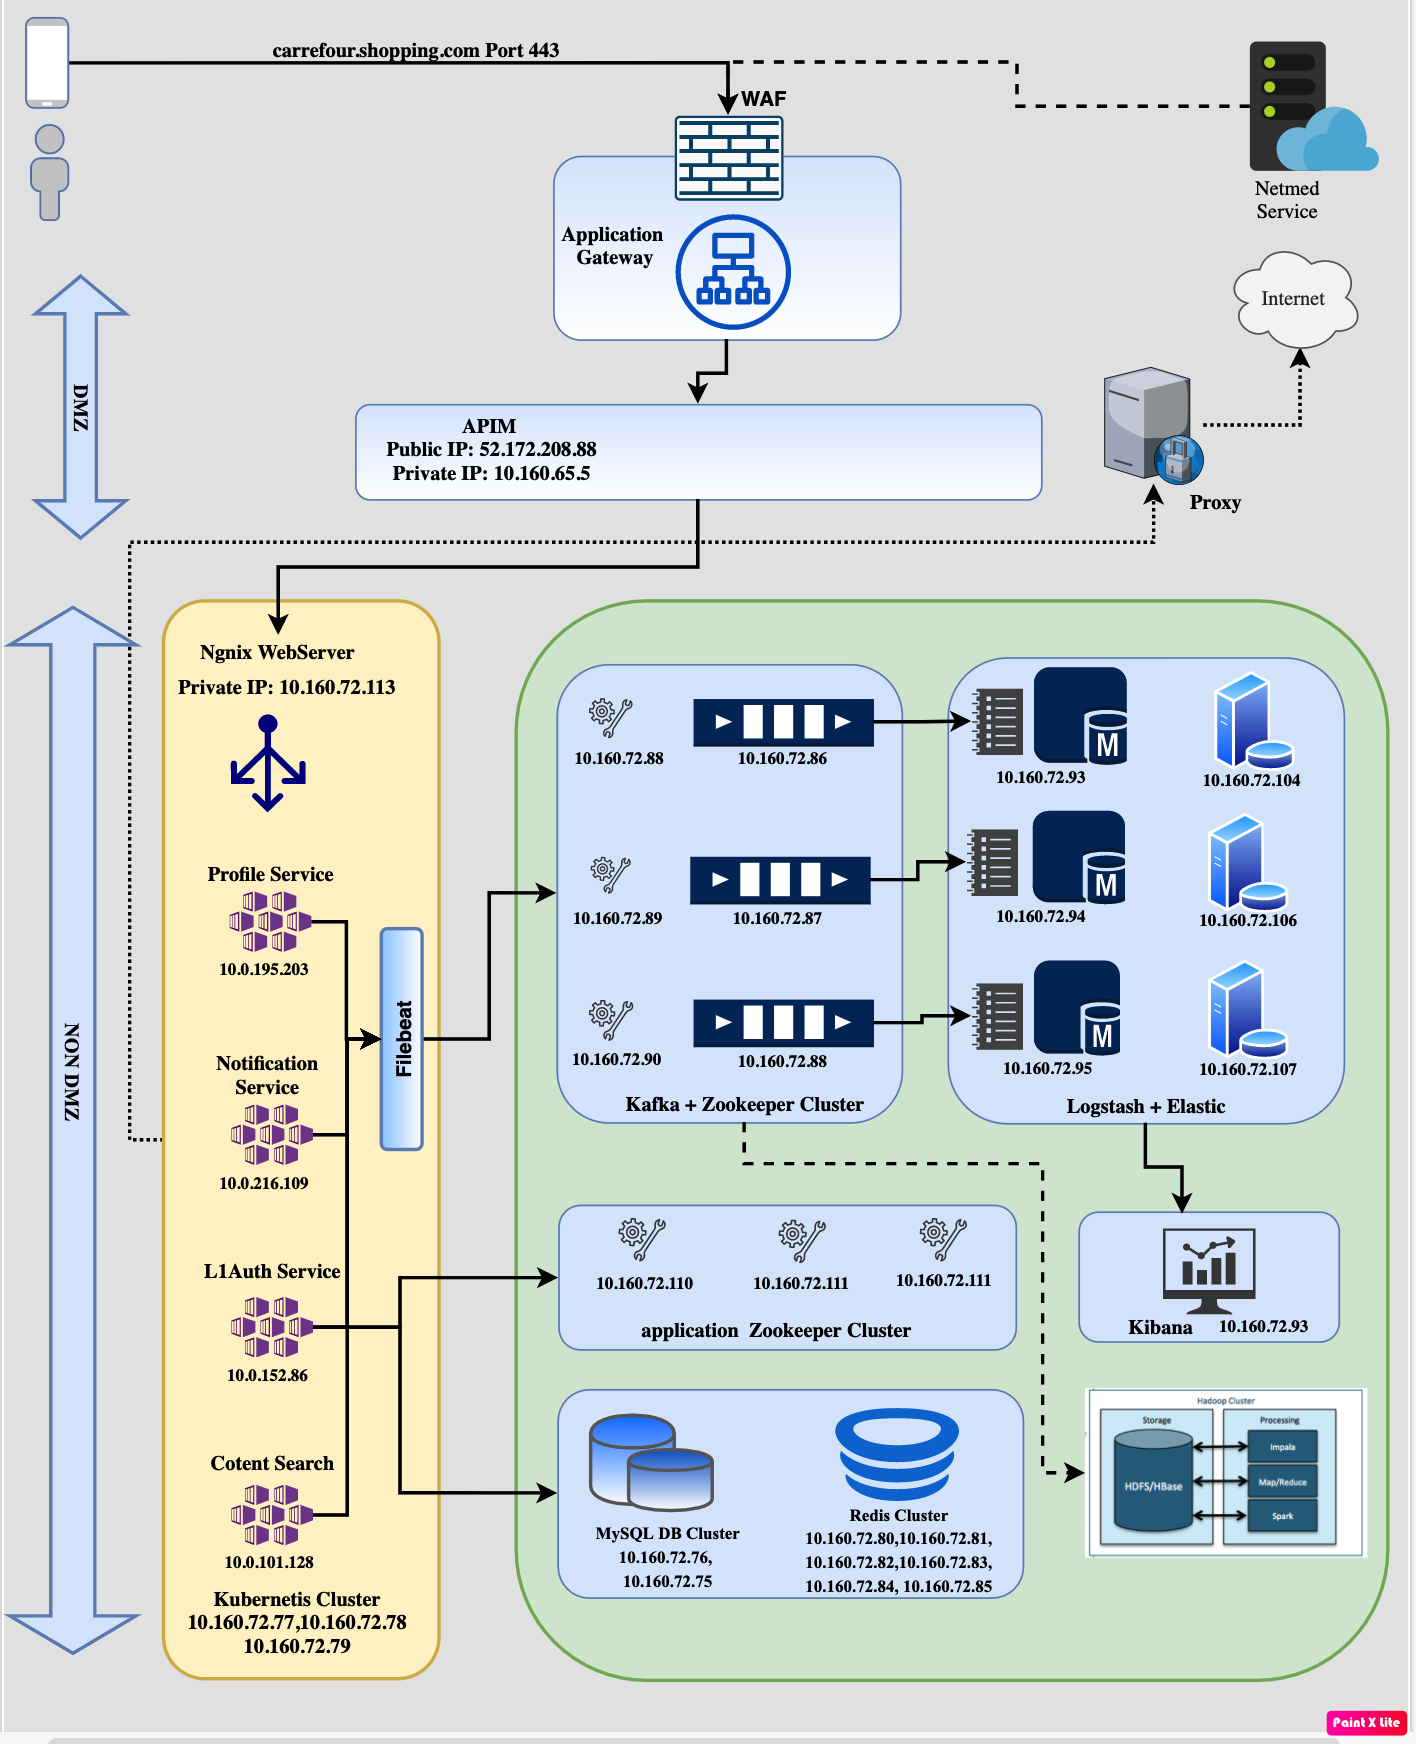 carrefour.shopping.com Port 443
WAF
Netmed
Service
Application
Gateway
Internet
DMZ
APIM
Public IP: 52.172.208.88
Private IP: 10.160.65.5
Proxy
NON DMZ
Ngnix WebServer
Private IP: 10.160.72.113
Profile Service
10.0.195.203
Notification
Service
10.0.216.109
L1Auth Service
10.0.152.86
Cotent Search
10.0.101.128
Kubernetis Cluster
10.160.72.77,10.160.72.78
10.160.72.79
Filebeat
10.160.72.88
10.160.72.86
10.160.72.89
10.160.72.87
10.160.72.90
10.160.72.88
Kafka + Zookeeper Cluster
M
10.160.72.93
10.160.72.104
M
10.160.72.94
10.160.72.106
M
10.160.72.95
10.160.72.107
Logstash + Elastic
10.160.72.110
10.160.72.111
10.160.72.111
application Zookeeper Cluster
Kibana 10.160.72.93
MySQL DB Cluster
10.160.72.76,
10.160.72.75
Redis Cluster
10.160.72.80,10.160.72.81,
10.160.72.82,10.160.72.83,
10.160.72.84, 10.160.72.85
Hadoop Cluster
Storage
Processing
HDFS/HBase
Impala
Map/Reduce
Spark
Paint X Lite